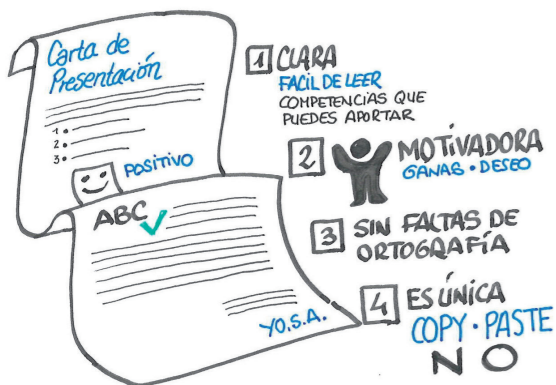 Carta de
Presentación
1
2
3
POSITIVO
ABC
YO.S.A.
1 CLARA
FACIL DE LEER
COMPETENCIAS QUE
PUEDES APORTAR
2 MOTIVADORA
GANAS • DESEO
3 SIN FALTAS DE
ORTOGRAFÍA
4 ES ÚNICA
COPY • PASTE
NO